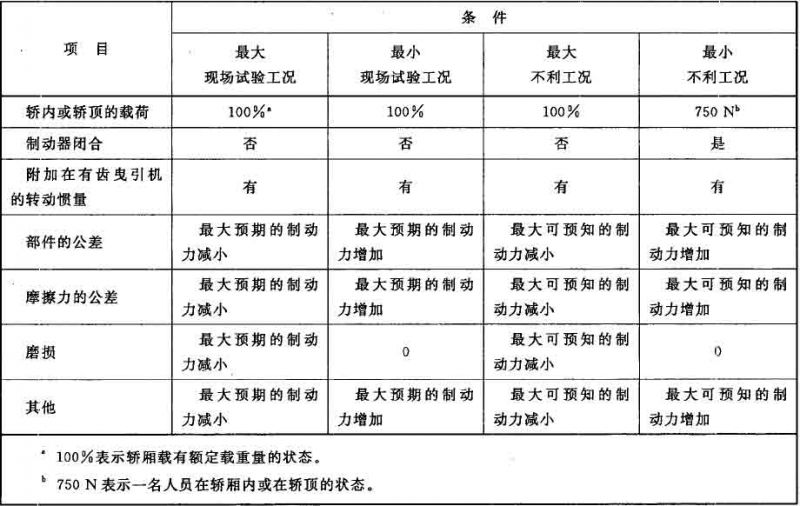 条 件
项 目
最大
现场试验工况
最小
现场试验工况
最大
不利工况
最小
不利工况
轿内或轿顶的载荷 100%ᵃ 100% 100% 750 Nᵇ
制动器闭合 否 否 否 是
附加在有齿曳引机
的转动惯量
有 有 有 有
部件的公差
最大预期的制动
力减小
最大预期的制动
力增加
最大可预知的制
动力减小
最大可预知的制
动力增加
摩擦力的公差
最大预期的制动
力减小
最大预期的制动
力增加
最大可预知的制
动力减小
最大可预知的制
动力增加
磨损
最大预期的制动
力减小
0
最大可预知的制
动力减小
0
其他
最大预期的制动
力减小
最大预期的制动
力增加
最大可预知的制
动力减小
最大可预知的制
动力增加
ᵃ 100%表示轿厢载有额定载重量的状态。
ᵇ 750 N表示一名人员在轿厢内或在轿顶的状态。